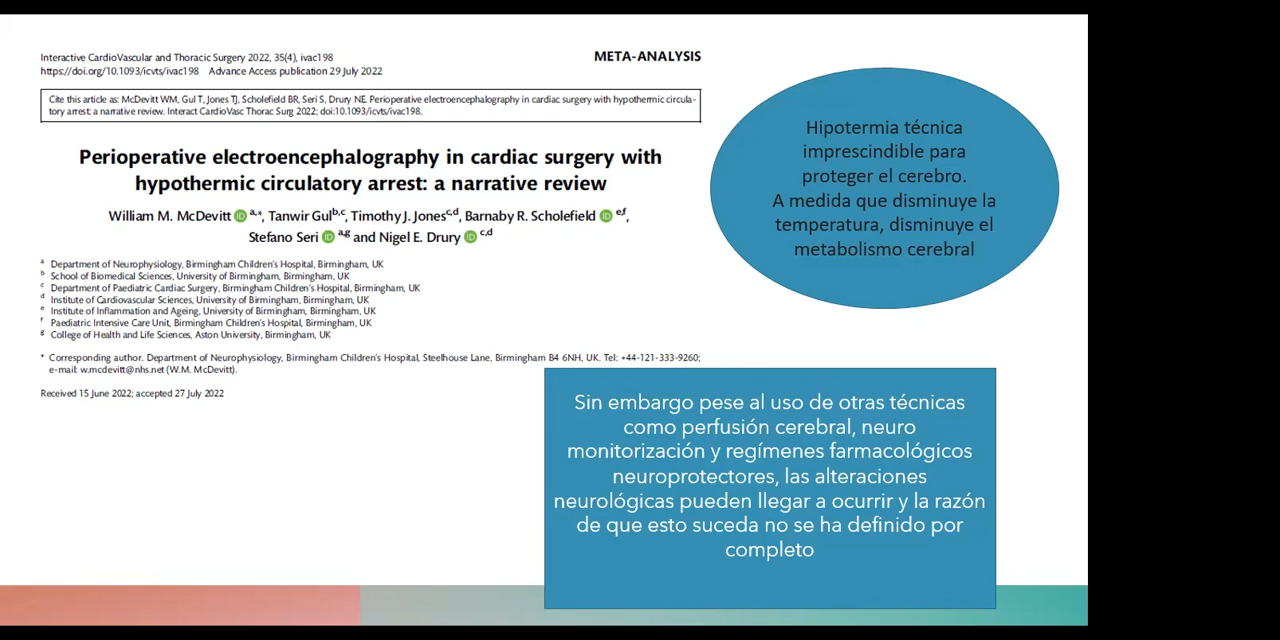 Interactive CardioVascular and Thoracic Surgery 2022, 35(4), ivac198
https://doi.org/10.1093/icvts/ivac198 Advance Access publication 29 July 2022
META-ANALYSIS
Cite this article as: McDevitt WM, Gul T, Jones TJ, Scholefield BR, Seri S, Drury NE. Perioperative electroencephalography in cardiac surgery with hypothermic circula-
tory arrest: a narrative review. Interact CardioVasc Thorac Surg 2022; doi:10.1093/icvts/ivac198.
Perioperative electroencephalography in cardiac surgery with
hypothermic circulatory arrest: a narrative review
William M. McDevitt iD a,*, Tanwir Gul b,c, Timothy J. Jones c,d, Barnaby R. Scholefield iD e,f,
Stefano Seri iD a,g and Nigel E. Drury iD c,d
a Department of Neurophysiology, Birmingham Children's Hospital, Birmingham, UK
b School of Biomedical Sciences, University of Birmingham, Birmingham, UK
c Department of Paediatric Cardiac Surgery, Birmingham Children's Hospital, Birmingham, UK
d Institute of Cardiovascular Sciences, University of Birmingham, Birmingham, UK
e Institute of Inflammation and Ageing, University of Birmingham, Birmingham, UK
f Paediatric Intensive Care Unit, Birmingham Children's Hospital, Birmingham, UK
g College of Health and Life Sciences, Aston University, Birmingham, UK
* Corresponding author. Department of Neurophysiology, Birmingham Children's Hospital, Steelhouse Lane, Birmingham B4 6NH, UK. Tel: +44-121-333-9260;
e-mail: w.mcdevitt@nhs.net (W.M. McDevitt).
Received 15 June 2022; accepted 27 July 2022
Hipotermia técnica
imprescindible para
proteger el cerebro.
A medida que disminuye la
temperatura, disminuye el
metabolismo cerebral
Sin embargo pese al uso de otras técnicas
como perfusión cerebral, neuro
monitorización y regímenes farmacológicos
neuroprotectores, las alteraciones
neurológicas pueden llegar a ocurrir y la razón
de que esto suceda no se ha definido por
completo